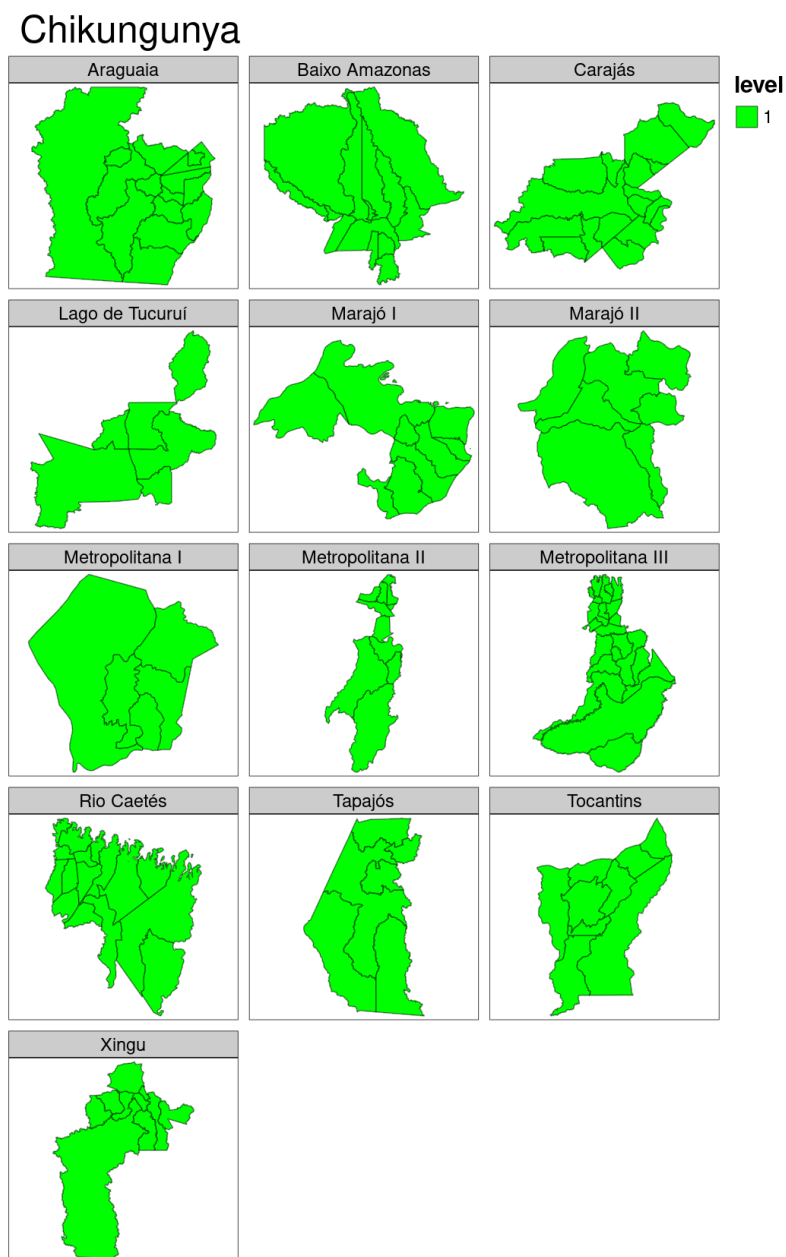 Chikungunya
Araguaia
Baixo Amazonas
Carajás
level
1
Lago de Tucuruí
Marajó I
Marajó II
Metropolitana I
Metropolitana II
Metropolitana III
Rio Caetés
Tapajós
Tocantins
Xingu